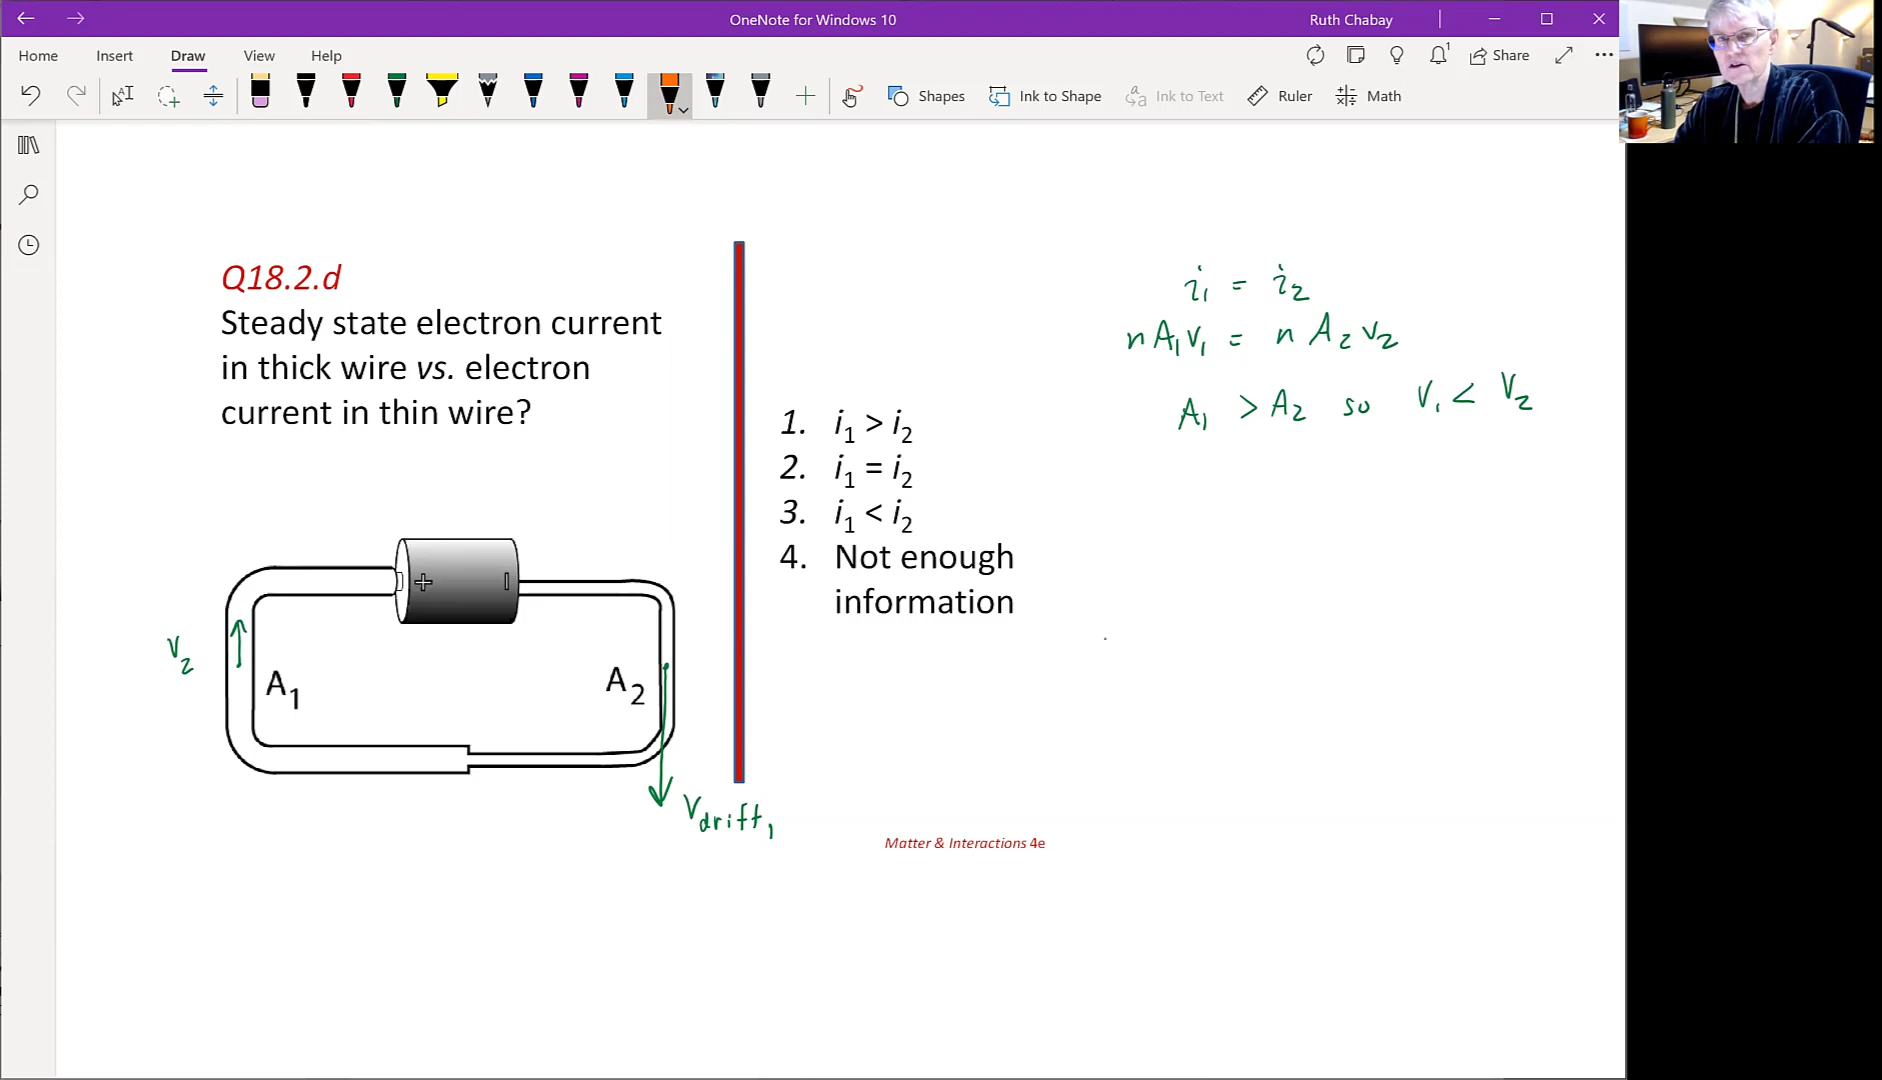 OneNote for Windows 10
Ruth Chabay
Home Insert Draw View Help
Share
Shapes Ink to Shape Ink to Text Ruler Math
Q18.2.d
Steady state electron current
in thick wire vs. electron
current in thin wire?
1. i₁ > i₂
2. i₁ = i₂
3. i₁ < i₂
4. Not enough
information
i₁ = i₂
nA₁v₁ = nA₂v₂
A₁ > A₂ so v₁ < v₂
+
v₂
A₁
A₂
v drift, 1
Matter & Interactions 4e